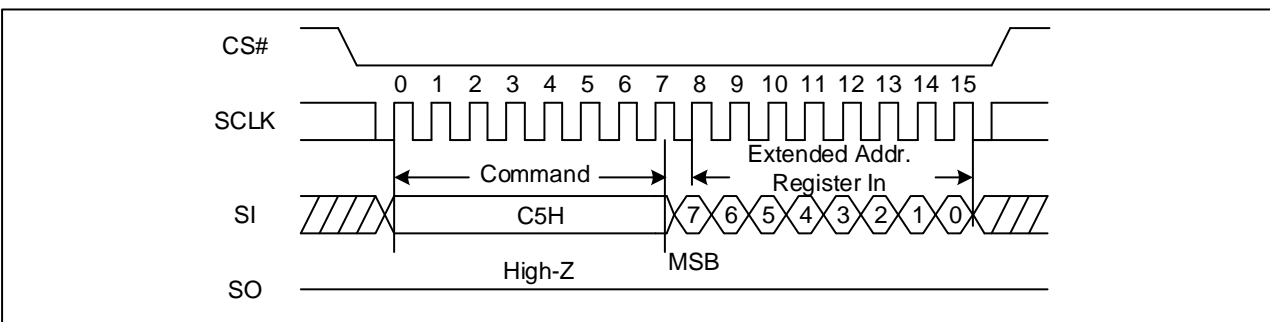 CS#
0 1 2 3 4 5 6 7 8 9 10 11 12 13 14 15
SCLK
Extended Addr.
Command
Register In
SI
C5H
7 6 5 4 3 2 1 0
MSB
High-Z
SO